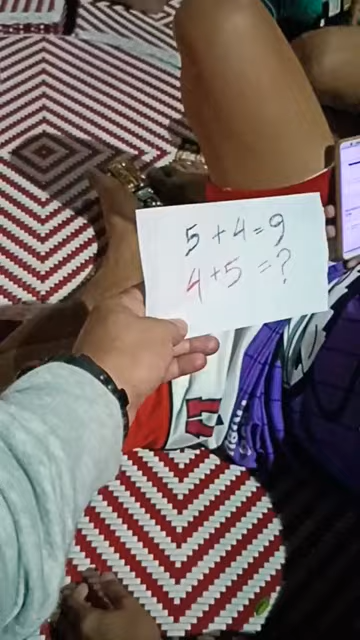 5 + 4 = 9
4 + 5 = ?